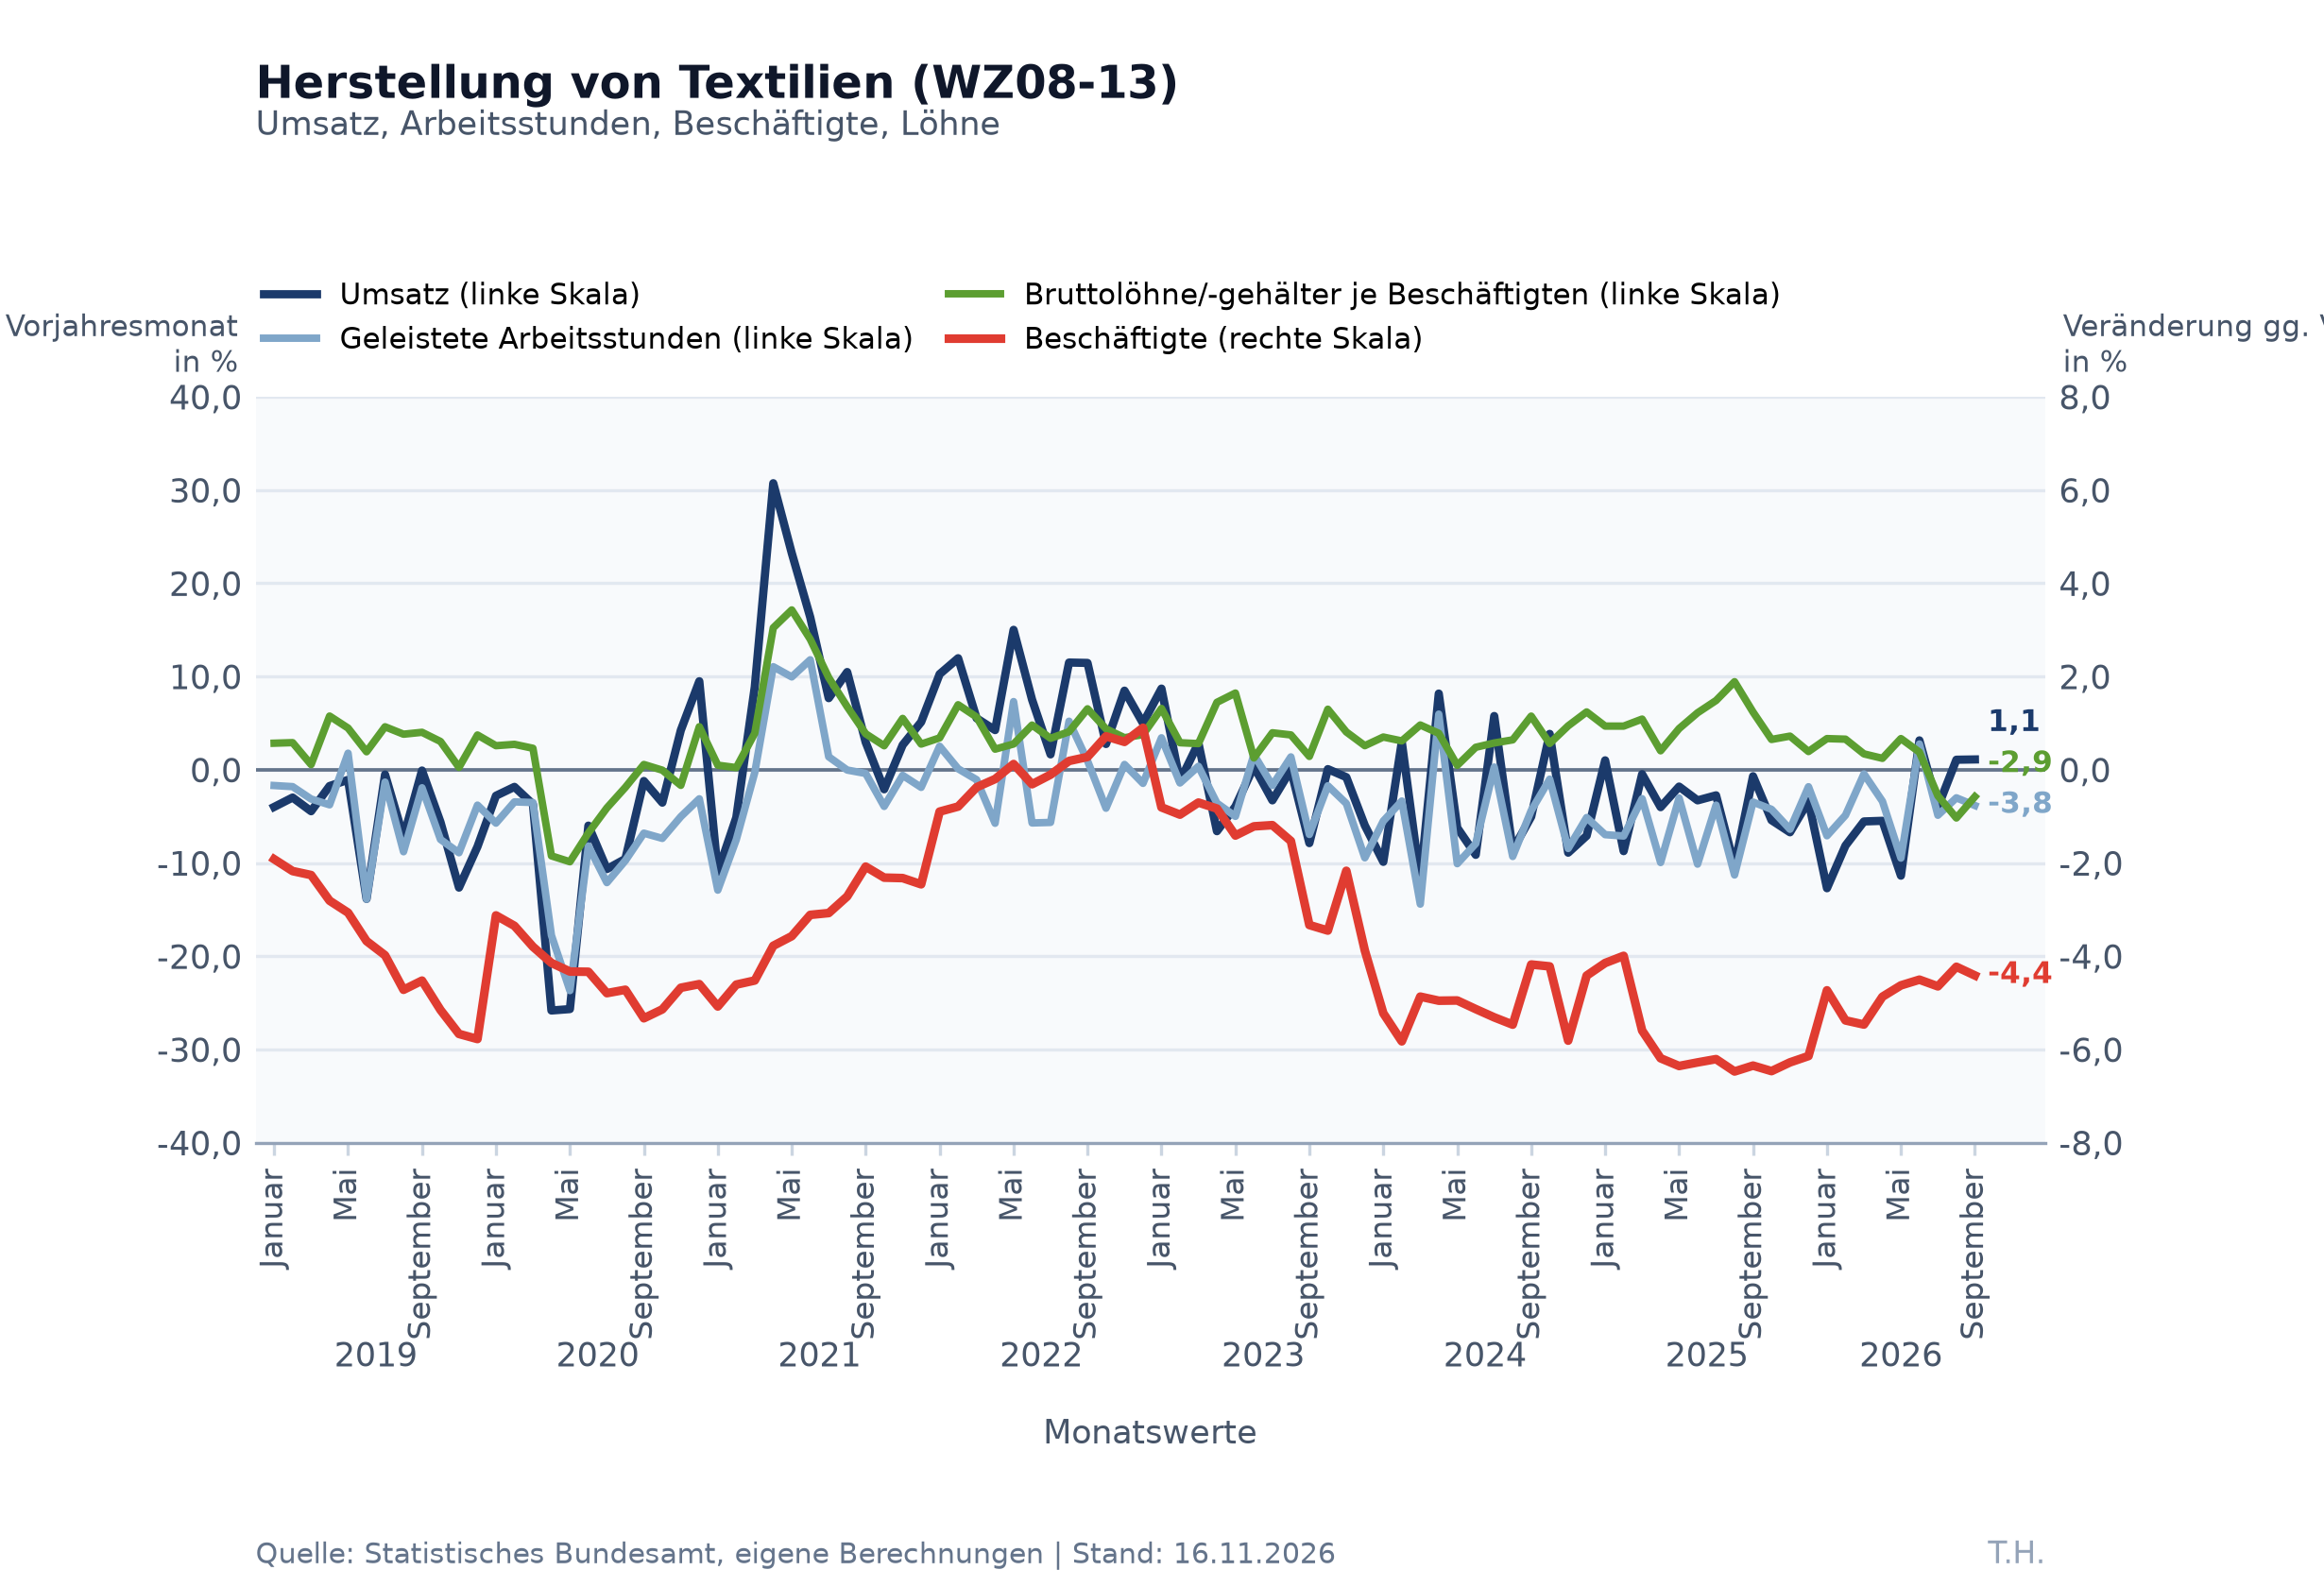 Herstellung von Textilien (WZ08-13)
Umsatz, Arbeitsstunden, Beschäftigte, Löhne
Umsatz (linke Skala)
Geleistete Arbeitsstunden (linke Skala)
Bruttolöhne/-gehälter je Beschäftigten (linke Skala)
Beschäftigte (rechte Skala)
Vorjahresmonat
in %
Veränderung gg. V
in %
40,0
30,0
20,0
10,0
0,0
-10,0
-20,0
-30,0
-40,0
8,0
6,0
4,0
2,0
0,0
-2,0
-4,0
-6,0
-8,0
1,1
-2,9
-3,8
-4,4
Januar
Mai
September
Januar
Mai
September
Januar
Mai
September
Januar
Mai
September
Januar
Mai
September
Januar
Mai
September
Januar
Mai
September
Januar
Mai
September
2019
2020
2021
2022
2023
2024
2025
2026
Monatswerte
Quelle: Statistisches Bundesamt, eigene Berechnungen | Stand: 16.11.2026
T.H.